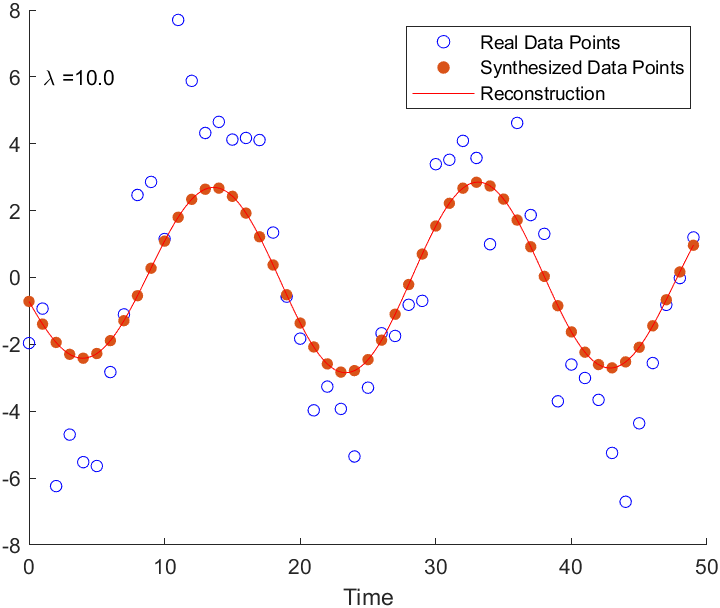 8
6
4
2
0
-2
-4
-6
-8
λ =10.0
Real Data Points
Synthesized Data Points
Reconstruction
0 10 20 30 40 50
Time